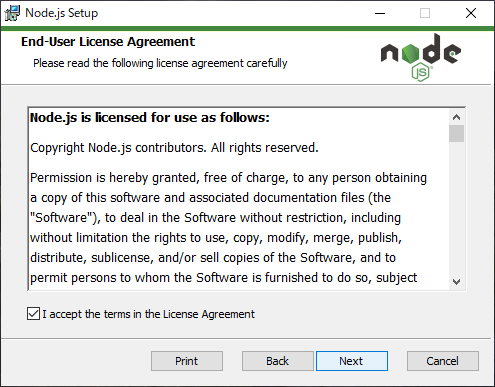 Node.js Setup
End-User License Agreement
Please read the following license agreement carefully
node
JS
Node.js is licensed for use as follows:
Copyright Node.js contributors. All rights reserved.
Permission is hereby granted, free of charge, to any person obtaining
a copy of this software and associated documentation files (the
"Software"), to deal in the Software without restriction, including
without limitation the rights to use, copy, modify, merge, publish,
distribute, sublicense, and/or sell copies of the Software, and to
permit persons to whom the Software is furnished to do so, subject
I accept the terms in the License Agreement
Print Back Next Cancel